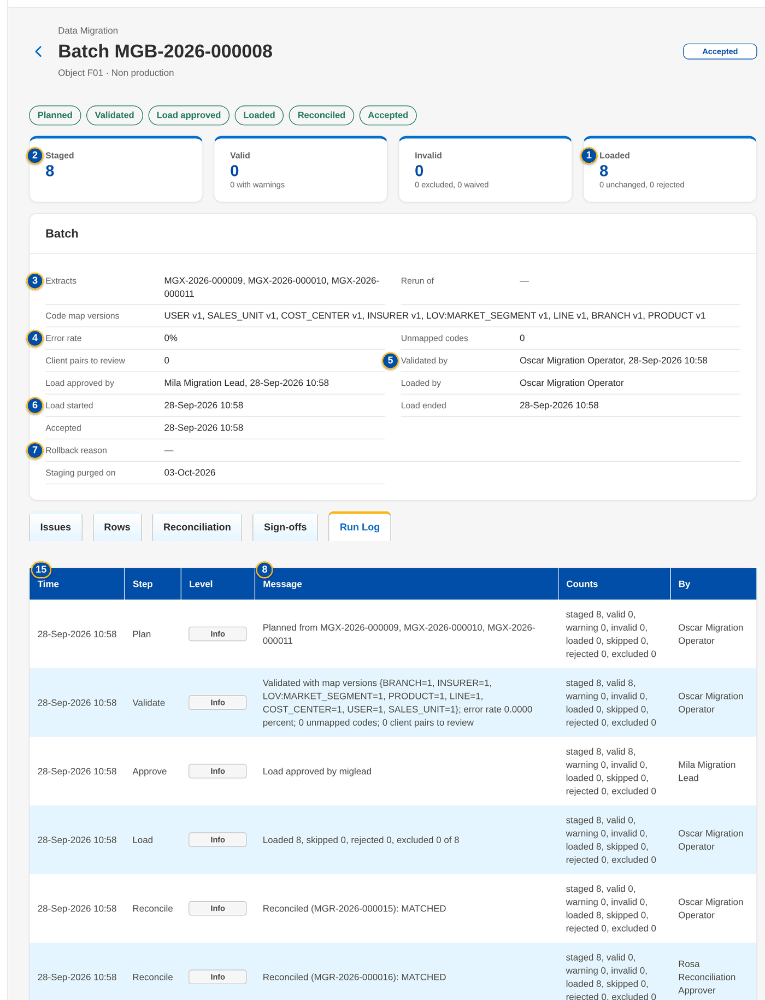 Data Migration
Batch MGB-2026-000008
Accepted
Object F01 · Non production
Planned
Validated
Load approved
Loaded
Reconciled
Accepted
2
Staged
8
Valid
0
0 with warnings
Invalid
0
0 excluded, 0 waived
1
Loaded
8
0 unchanged, 0 rejected
Batch
3
Extracts
MGX-2026-000009, MGX-2026-000010, MGX-2026-
000011
Rerun of
—
Code map versions
USER v1, SALES_UNIT v1, COST_CENTER v1, INSURER v1, LOV:MARKET_SEGMENT v1, LINE v1, BRANCH v1, PRODUCT v1
4
Error rate
0%
Unmapped codes
0
Client pairs to review
0
5
Validated by
Oscar Migration Operator, 28-Sep-2026 10:58
Load approved by
Mila Migration Lead, 28-Sep-2026 10:58
Loaded by
Oscar Migration Operator
6
Load started
28-Sep-2026 10:58
Load ended
28-Sep-2026 10:58
Accepted
28-Sep-2026 10:58
7
Rollback reason
—
Staging purged on
03-Oct-2026
Issues
Rows
Reconciliation
Sign-offs
Run Log
15
8
Time
Step
Level
Message
Counts
By
28-Sep-2026 10:58
Plan
Info
Planned from MGX-2026-000009, MGX-2026-000010, MGX-2026-
000011
staged 8, valid 0,
warning 0, invalid 0,
loaded 0, skipped 0,
rejected 0, excluded 0
Oscar Migration
Operator
28-Sep-2026 10:58
Validate
Info
Validated with map versions {BRANCH=1, INSURER=1,
LOV:MARKET_SEGMENT=1, PRODUCT=1, LINE=1,
COST_CENTER=1, USER=1, SALES_UNIT=1}; error rate 0.0000
percent; 0 unmapped codes; 0 client pairs to review
staged 8, valid 8,
warning 0, invalid 0,
loaded 0, skipped 0,
rejected 0, excluded 0
Oscar Migration
Operator
28-Sep-2026 10:58
Approve
Info
Load approved by miglead
staged 8, valid 8,
warning 0, invalid 0,
loaded 0, skipped 0,
rejected 0, excluded 0
Mila Migration
Lead
28-Sep-2026 10:58
Load
Info
Loaded 8, skipped 0, rejected 0, excluded 0 of 8
staged 8, valid 0,
warning 0, invalid 0,
loaded 8, skipped 0,
rejected 0, excluded 0
Oscar Migration
Operator
28-Sep-2026 10:58
Reconcile
Info
Reconciled (MGR-2026-000015): MATCHED
staged 8, valid 0,
warning 0, invalid 0,
loaded 8, skipped 0,
rejected 0, excluded 0
Oscar Migration
Operator
28-Sep-2026 10:58
Reconcile
Info
Reconciled (MGR-2026-000016): MATCHED
staged 8, valid 0,
warning 0, invalid 0,
loaded 8, skipped 0,
rejected 0, excluded 0
Rosa
Reconciliation
Approver